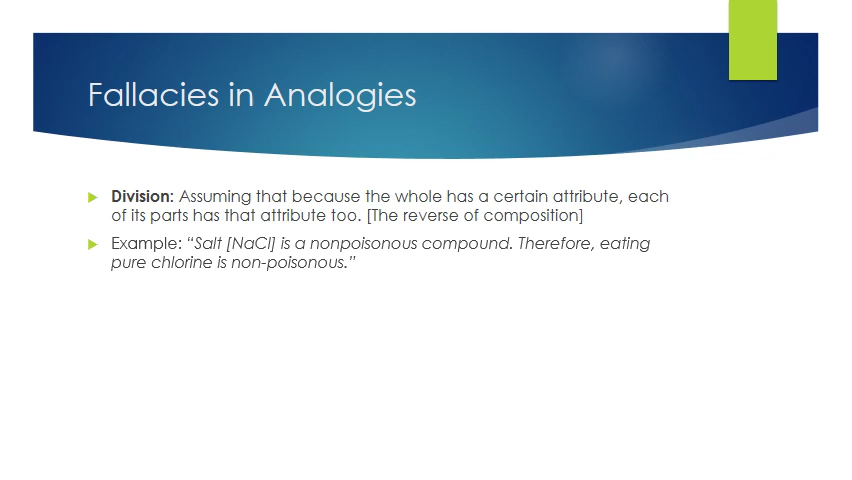 Fallacies in Analogies
Division: Assuming that because the whole has a certain attribute, each
of its parts has that attribute too. [The reverse of composition]
Example: “Salt [NaCl] is a nonpoisonous compound. Therefore, eating
pure chlorine is non-poisonous.”